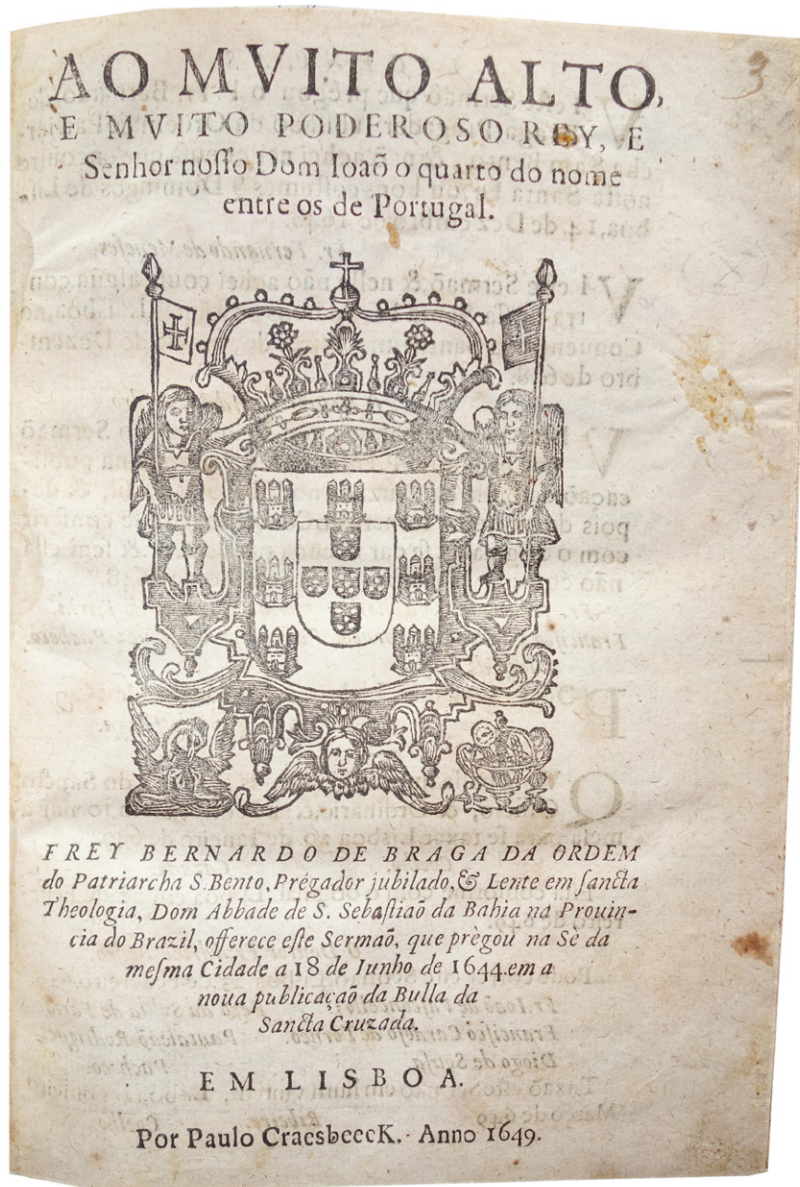 3
AO MVITO ALTO,
E MVITO PODEROSO REY, E
Senhor nosso Dom Ioaõ o quarto do nome
entre os de Portugal.
FREY BERNARDO DE BRAGA DA ORDEM
do Patriarcha S. Bento, Prégador jubilado, & Lente em sancta
Theologia, Dom Abbade de S. Sebastiaõ da Bahia na Prouin-
cia do Brazil, offerece este Sermaõ, que prègou na Sè da
mesma Cidade a 18 de Iunho de 1644. em a
noua publicaçaõ da Bulla da
Sancta Cruzada.
EM LISBOA.
Por Paulo CraesbeecK. Anno 1649.